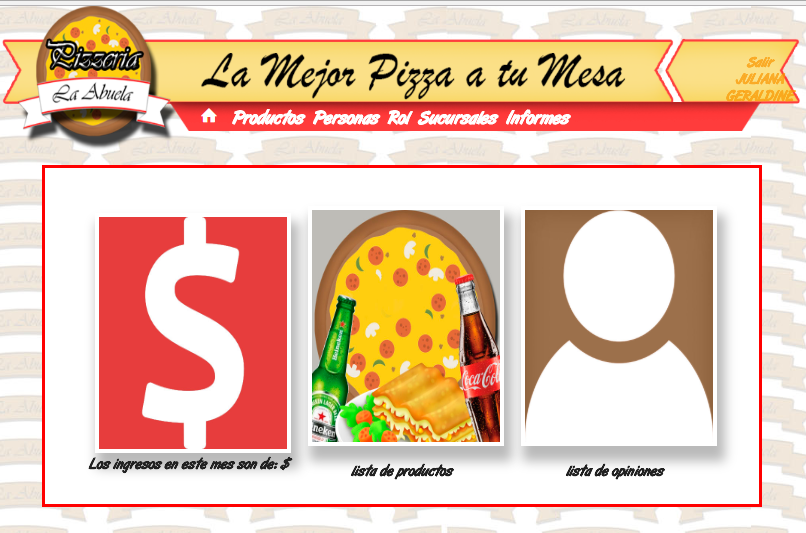 Pizzeria
La Abuela
La Mejor Pizza a tu Mesa
Salir
JULIANA
GERALDINE
Productos Personas Rol Sucursales Informes
$
Heineken
Heineken
Coca-Cola
Los ingresos en este mes son de: $
lista de productos
lista de opiniones